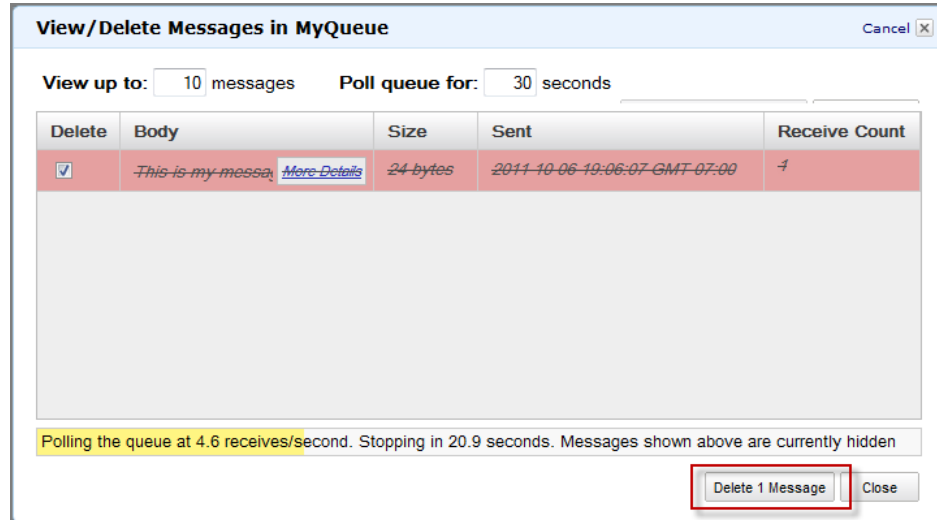 View/Delete Messages in MyQueue Cancel
View up to: 10 messages Poll queue for: 30 seconds
Delete Body Size Sent Receive Count
This is my messa More Details 24 bytes 2011-10-06 19:06:07 GMT-07:00 1
Polling the queue at 4.6 receives/second. Stopping in 20.9 seconds. Messages shown above are currently hidden
Delete 1 Message Close